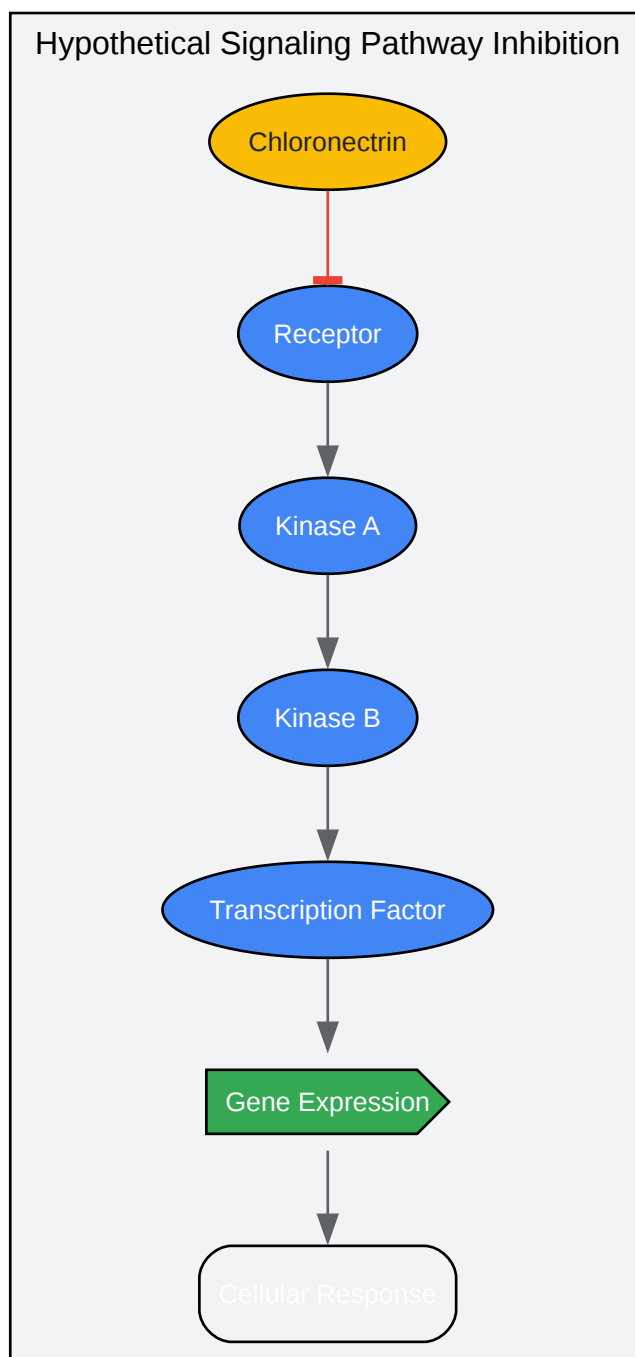 Hypothetical Signaling Pathway Inhibition
Chloronectrin
Receptor
Kinase A
Kinase B
Transcription Factor
Gene Expression
Cellular Response